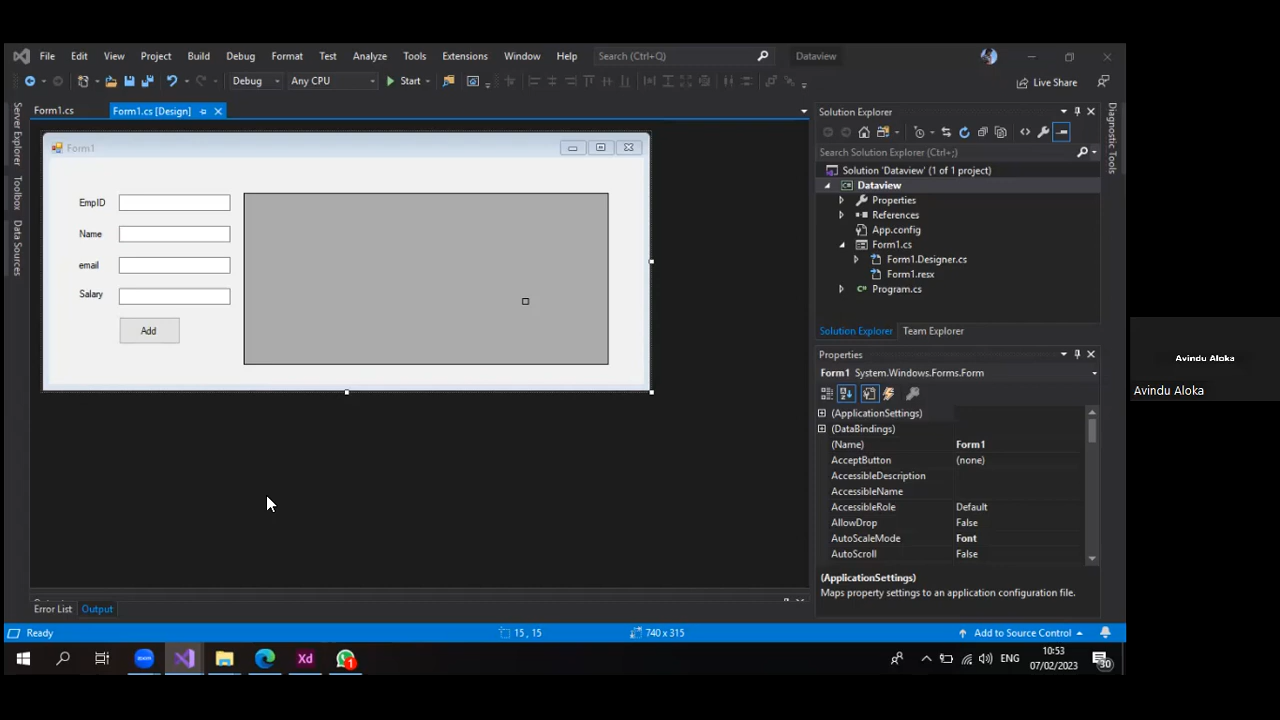 File Edit View Project Build Debug Format Test Analyze Tools Extensions Window Help Search (Ctrl+Q) Dataview
Debug Any CPU Start Live Share
Form1.cs Form1.cs [Design]
Server Explorer
Toolbox
Data Sources
Form1
EmpID
Name
email
Salary
Add
Solution Explorer
Search Solution Explorer (Ctrl+;)
Solution 'Dataview' (1 of 1 project)
Dataview
Properties
References
App.config
Form1.cs
Form1.Designer.cs
Form1.resx
Program.cs
Solution Explorer Team Explorer
Diagnostic Tools
Properties
Form1 System.Windows.Forms.Form
(ApplicationSettings)
(DataBindings)
(Name) Form1
AcceptButton (none)
AccessibleDescription
AccessibleName
AccessibleRole Default
AllowDrop False
AutoScaleMode Font
AutoScroll False
(ApplicationSettings)
Maps property settings to an application configuration file.
Error List Output
Ready 15 , 15 740 x 315 Add to Source Control
zoom Xd 1 ENG 10:53
07/02/2023 30
Avindu Aloka
Avindu Aloka